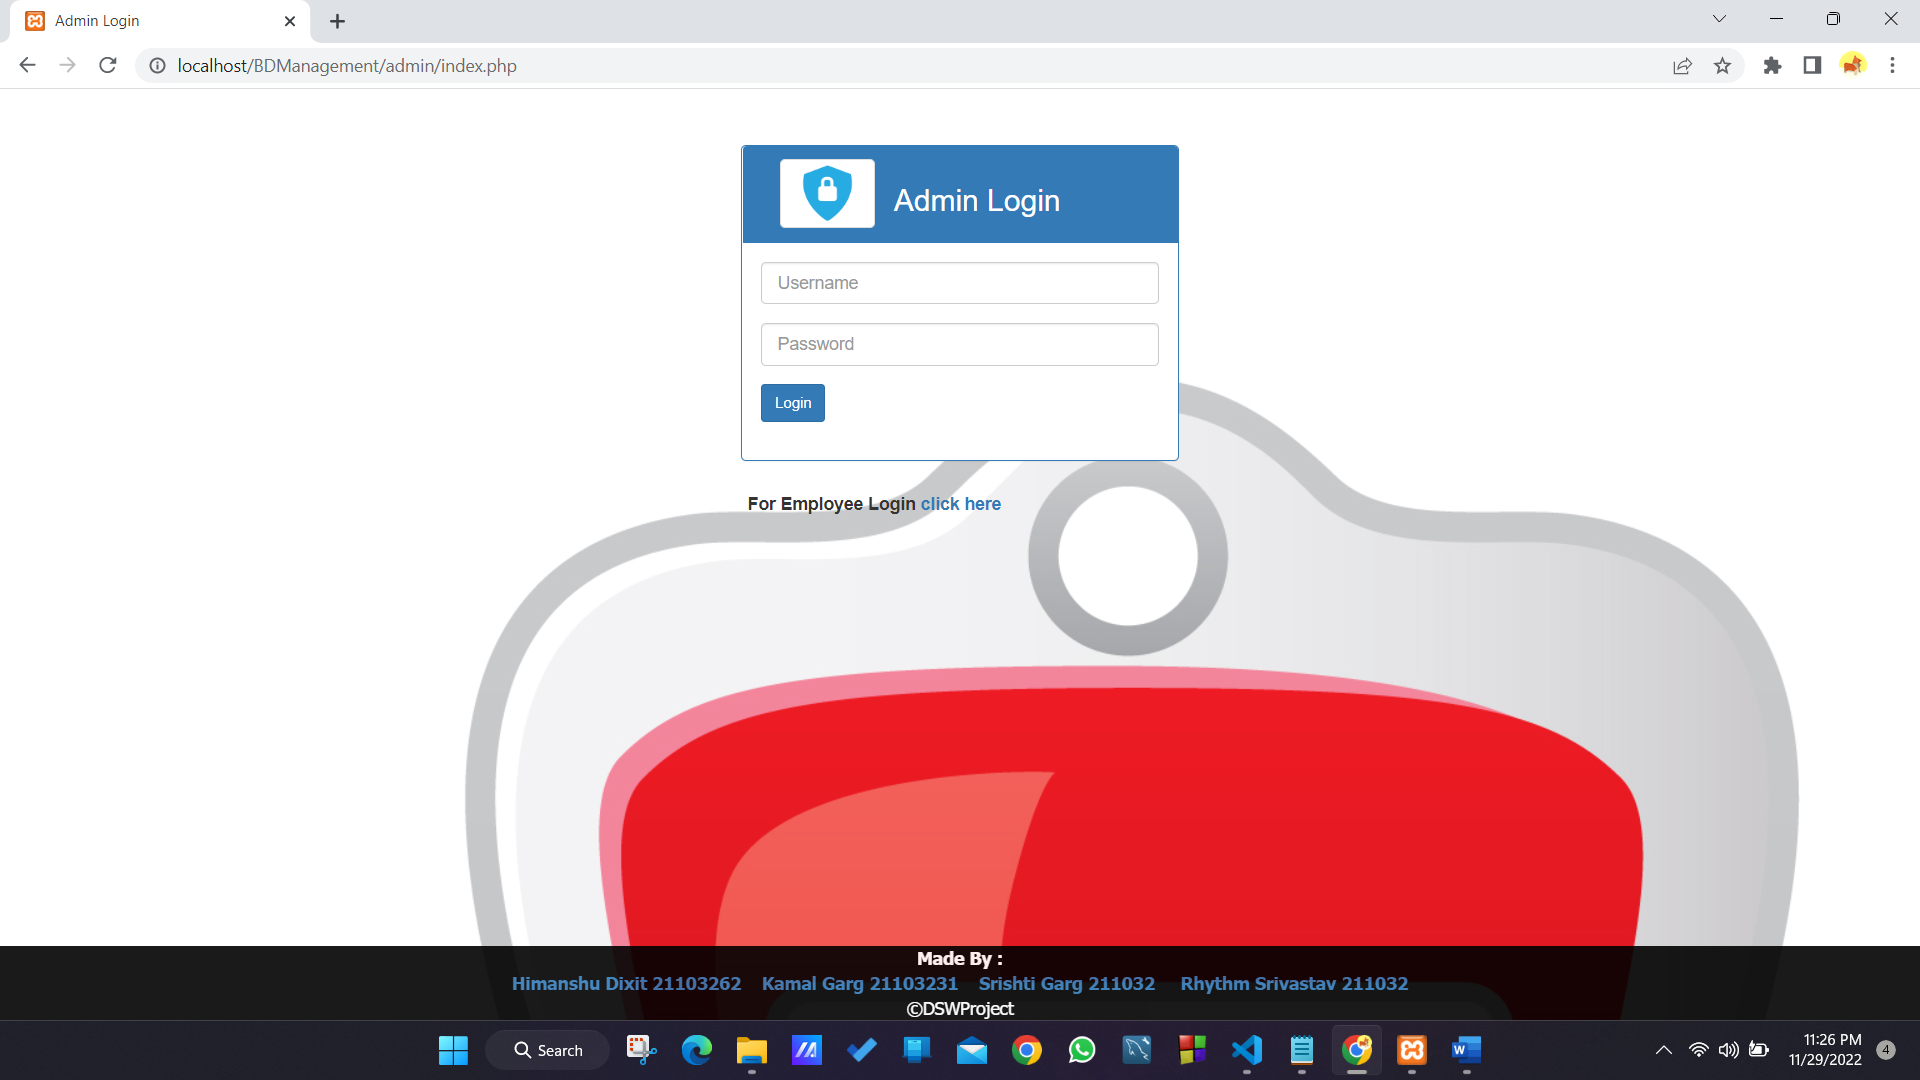 Admin Login
localhost/BDManagement/admin/index.php
Admin Login
Username
Password
Login
For Employee Login click here
Made By :
Himanshu Dixit 21103262 Kamal Garg 21103231 Srishti Garg 211032 Rhythm Srivastav 211032
©DSWProject
Search
W
11:26 PM
11/29/2022
4